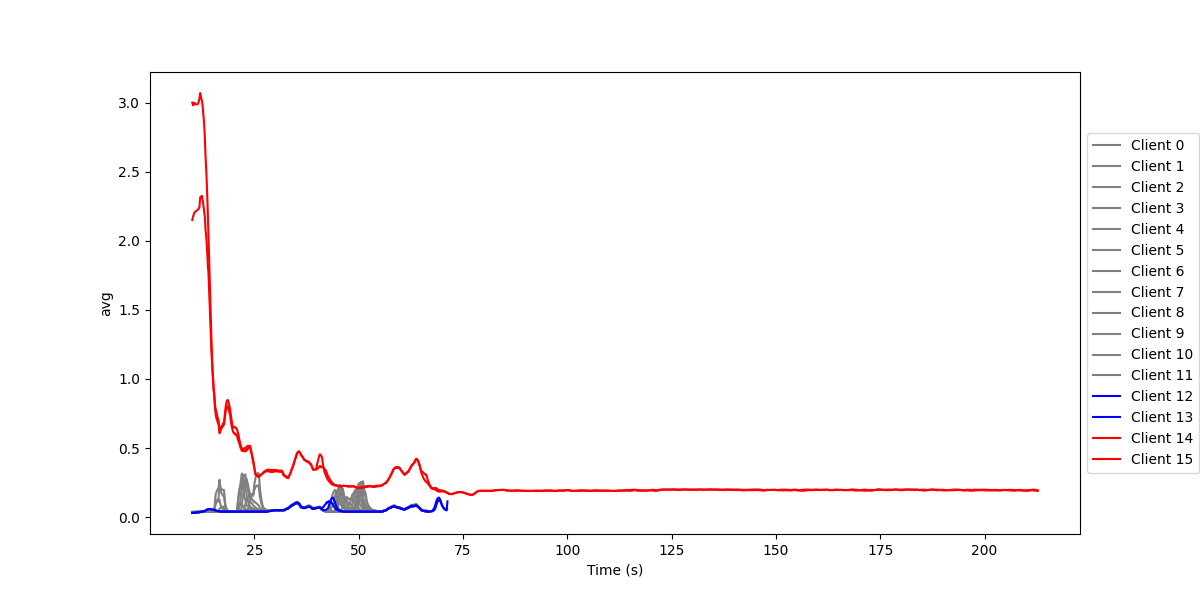 3.0
2.5
2.0
1.5
1.0
0.5
0.0
avg
25
50
75
100
125
150
175
200
Time (s)
Client 0
Client 1
Client 2
Client 3
Client 4
Client 5
Client 6
Client 7
Client 8
Client 9
Client 10
Client 11
Client 12
Client 13
Client 14
Client 15